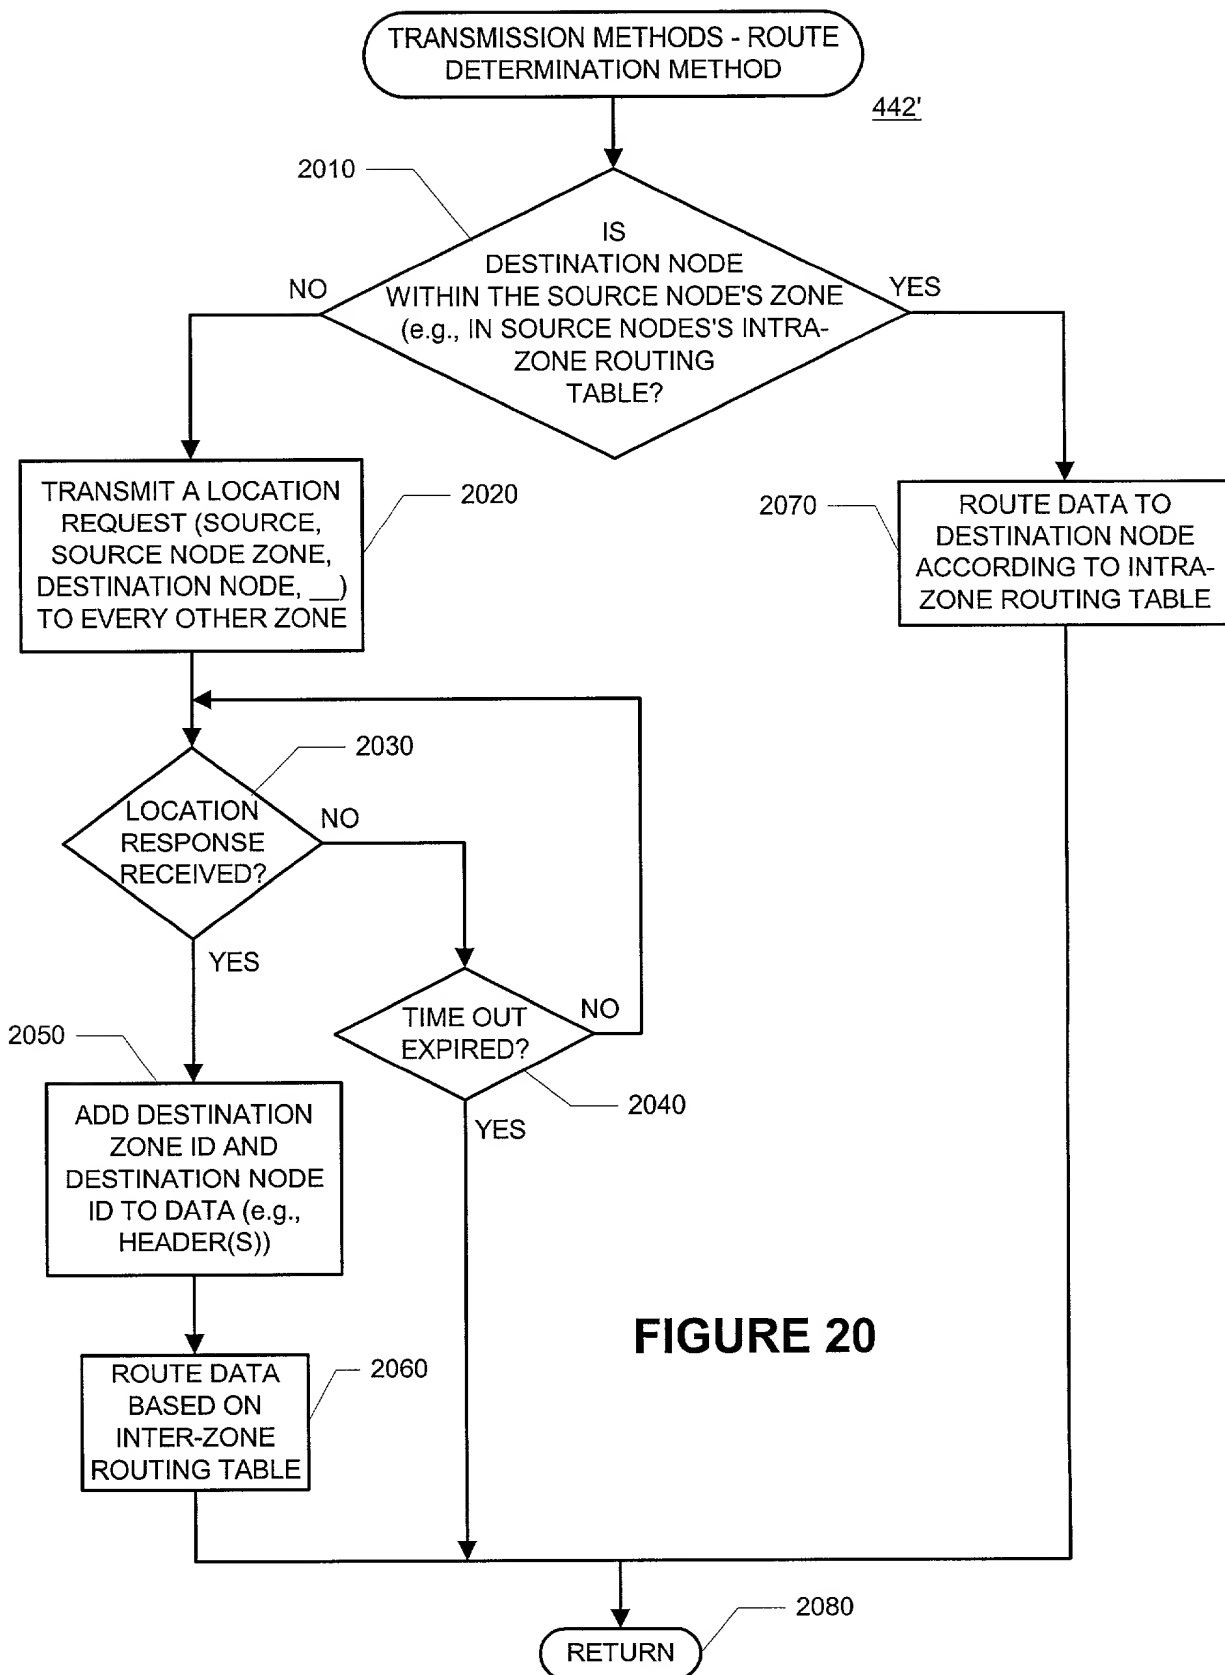 TRANSMISSION METHODS - ROUTE
DETERMINATION METHOD
442'
2010
IS
DESTINATION NODE
WITHIN THE SOURCE NODE'S ZONE
(e.g., IN SOURCE NODES'S INTRA-
ZONE ROUTING
TABLE?
NO
YES
TRANSMIT A LOCATION
REQUEST (SOURCE,
SOURCE NODE ZONE,
DESTINATION NODE, __)
TO EVERY OTHER ZONE
2020
2070
ROUTE DATA TO
DESTINATION NODE
ACCORDING TO INTRA-
ZONE ROUTING TABLE
2030
LOCATION
RESPONSE
RECEIVED?
NO
YES
TIME OUT
EXPIRED?
NO
2040
YES
2050
ADD DESTINATION
ZONE ID AND
DESTINATION NODE
ID TO DATA (e.g.,
HEADER(S))
2060
ROUTE DATA
BASED ON
INTER-ZONE
ROUTING TABLE
FIGURE 20
2080
RETURN